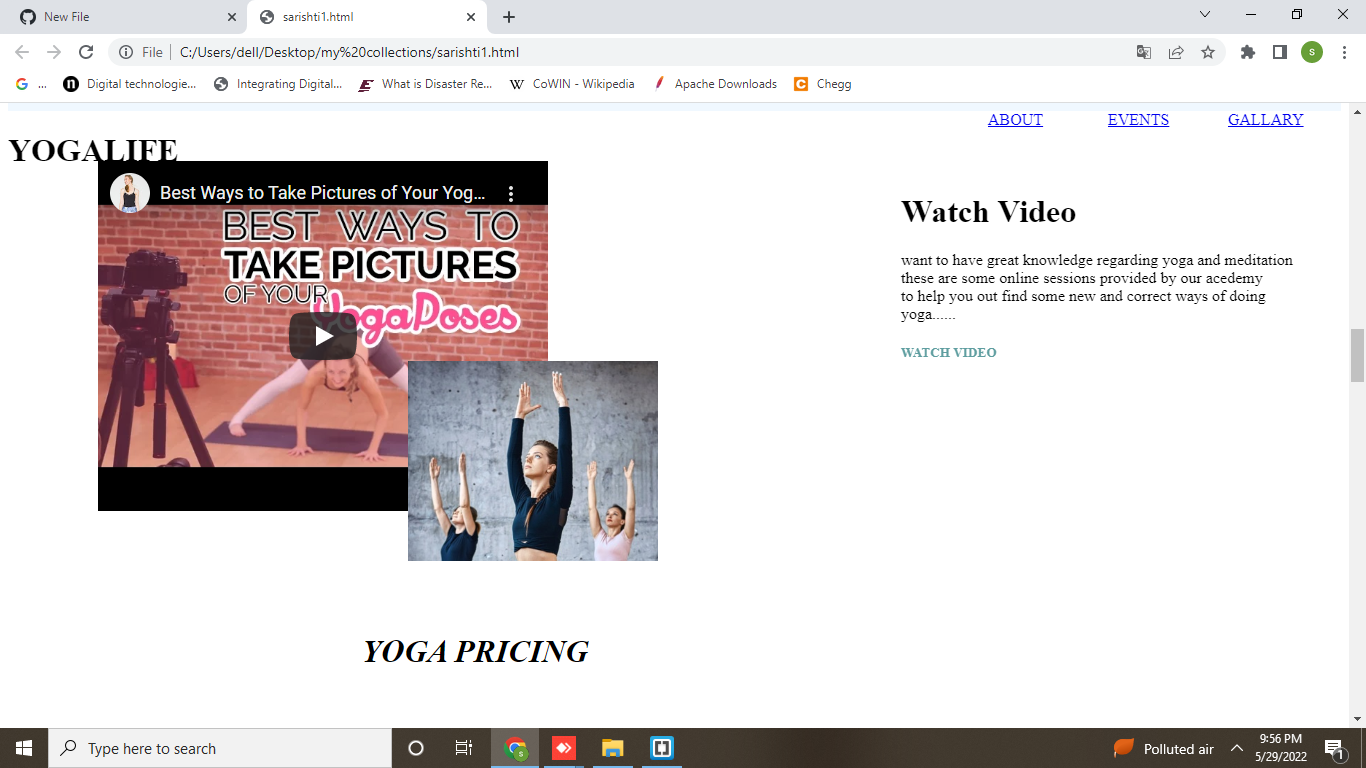 New File
sarishti1.html
File
C:/Users/dell/Desktop/my%20collections/sarishti1.html
s
...
Digital technologie...
Integrating Digital...
What is Disaster Re...
CoWIN - Wikipedia
Apache Downloads
Chegg
ABOUT
EVENTS
GALLARY
YOGALIFE
Best Ways to Take Pictures of Your Yog...
BEST WAYS TO
TAKE PICTURES
OF YOUR
YogaPoses
Watch Video
want to have great knowledge regarding yoga and meditation
these are some online sessions provided by our acedemy
to help you out find some new and correct ways of doing
yoga......
WATCH VIDEO
YOGA PRICING
Type here to search
Polluted air
9:56 PM
5/29/2022
1